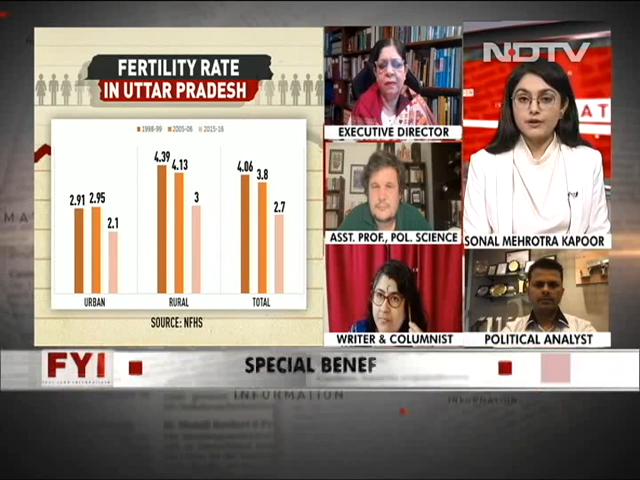 NDTV
FERTILITY RATE
IN UTTAR PRADESH
1998-99 2005-06 2015-16
2.91 2.95 2.1
4.39 4.13 3
4.06 3.8 2.7
URBAN RURAL TOTAL
SOURCE: NFHS
EXECUTIVE DIRECTOR
ASST. PROF., POL. SCIENCE
SONAL MEHROTRA KAPOOR
WRITER & COLUMNIST
POLITICAL ANALYST
FYI
SPECIAL BENEF
INFORMATION